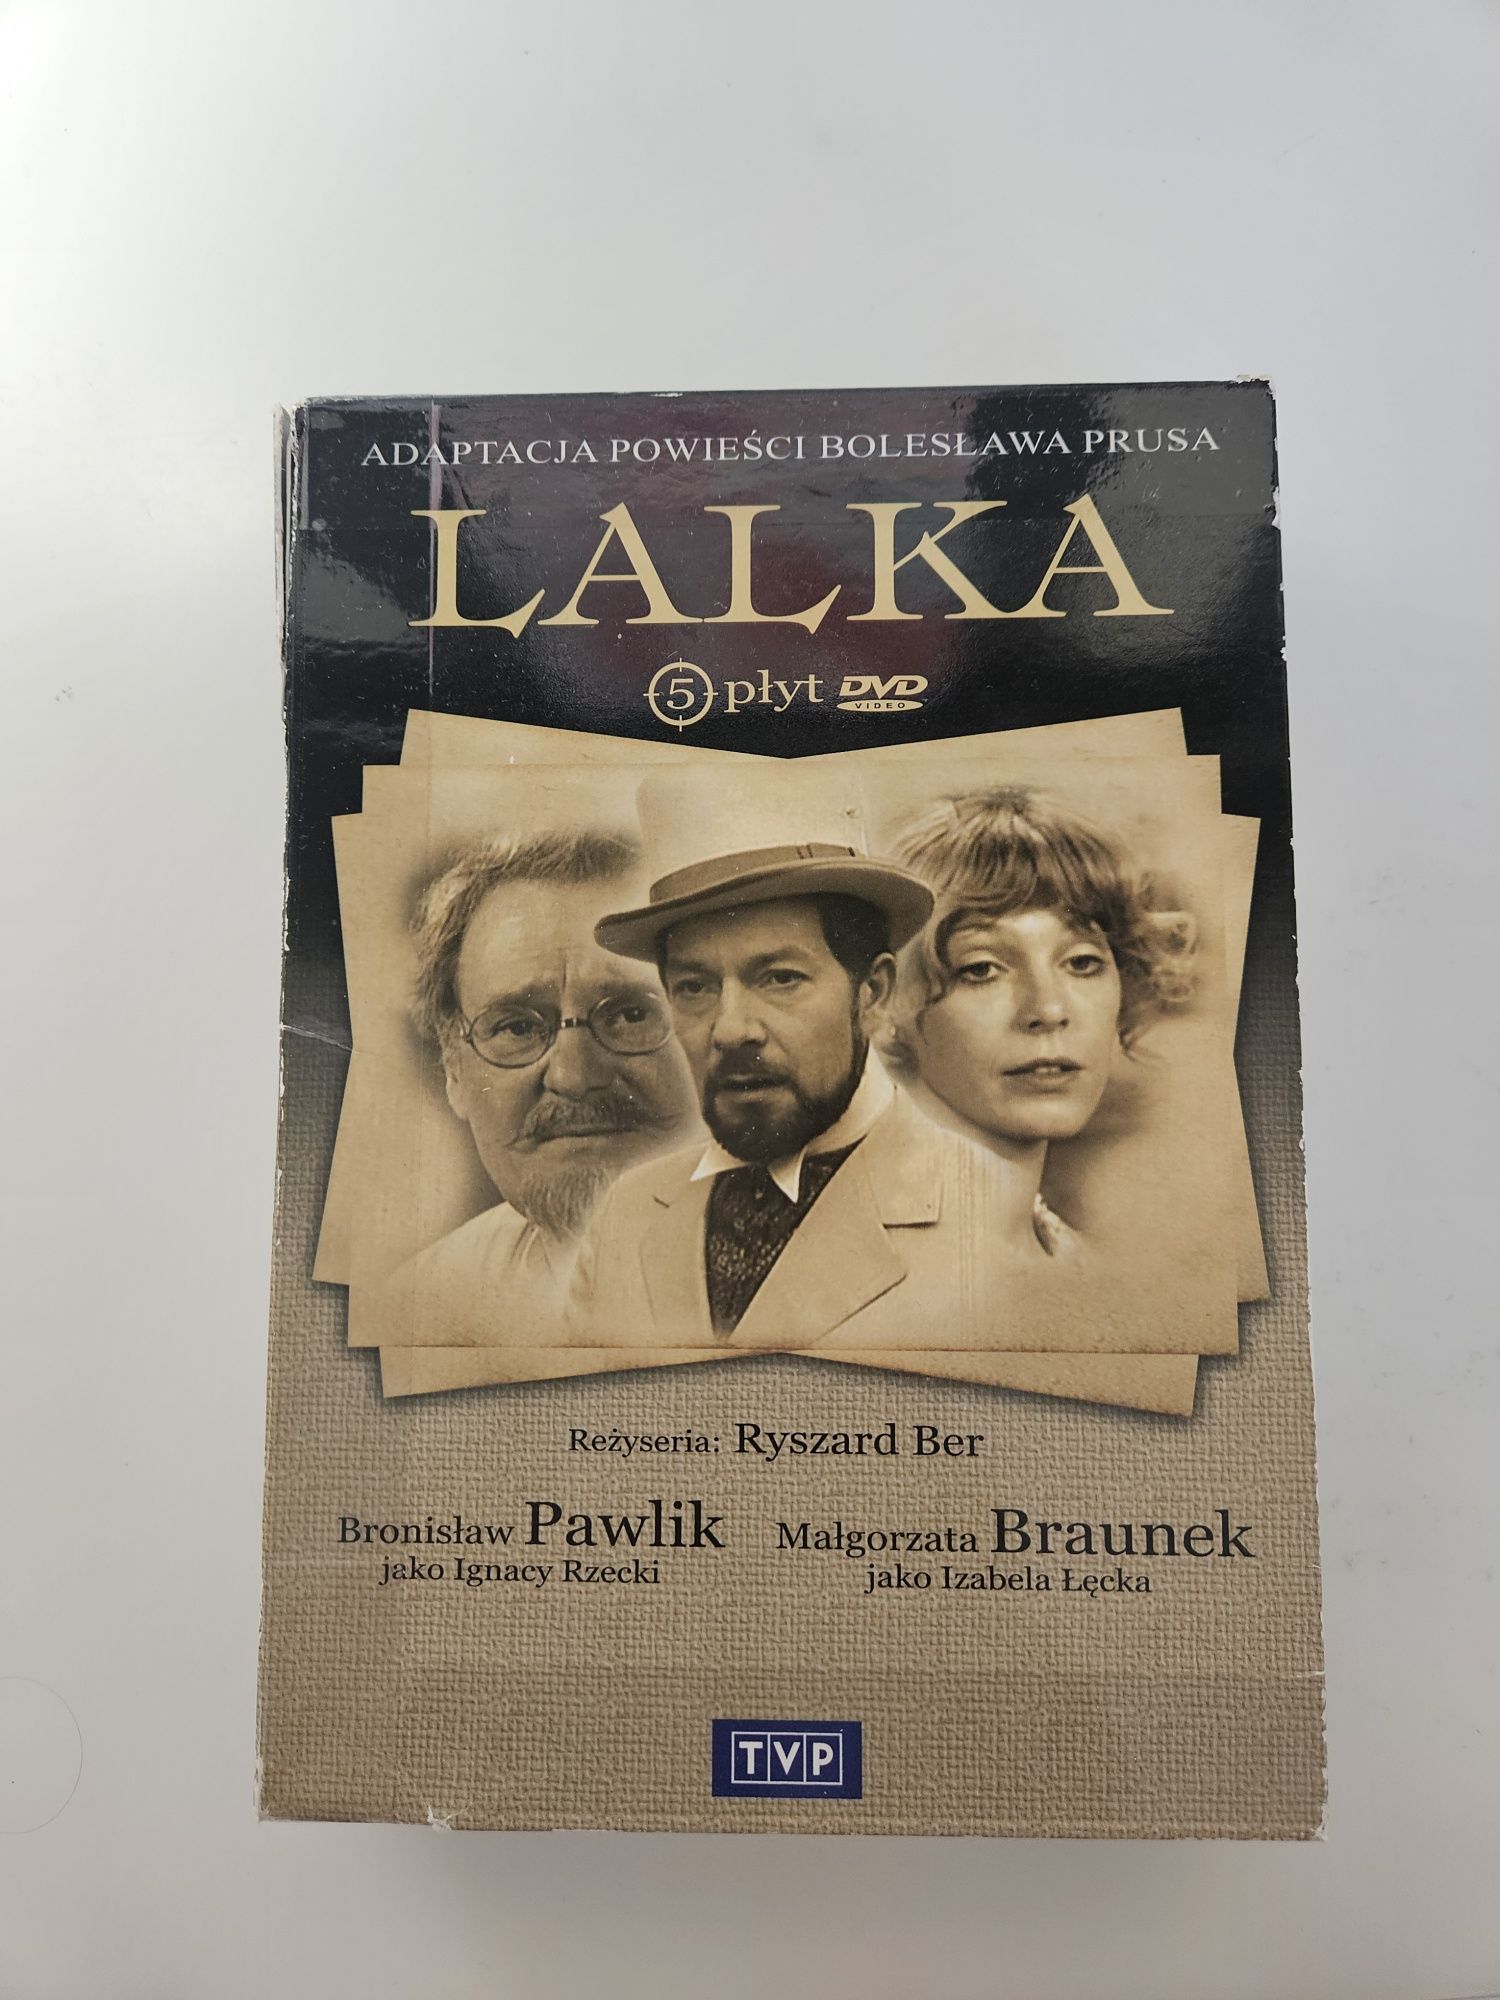 ADAPTACJA POWIEŚCI BOLESŁAWA PRUSA
LALKA
5 płyt DVD
VIDEO
Reżyseria: Ryszard Ber
Bronisław Pawlik
jako Ignacy Rzecki
Małgorzata Braunek
jako Izabela Łęcka
TVP